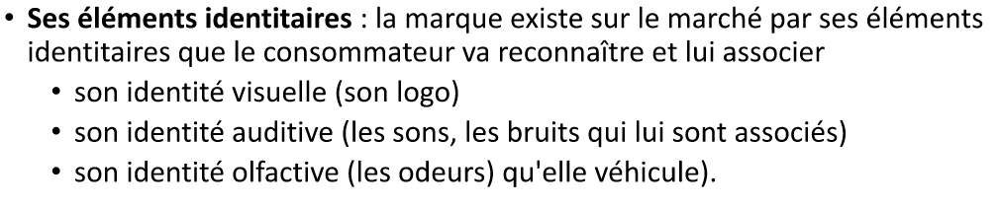 • Ses éléments identitaires : la marque existe sur le marché par ses éléments
identitaires que le consommateur va reconnaître et lui associer
• son identité visuelle (son logo)
• son identité auditive (les sons, les bruits qui lui sont associés)
• son identité olfactive (les odeurs) qu'elle véhicule).